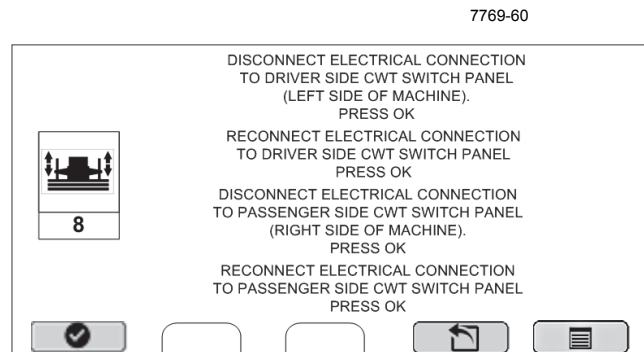 7769-60
DISCONNECT ELECTRICAL CONNECTION
TO DRIVER SIDE CWT SWITCH PANEL
(LEFT SIDE OF MACHINE).
PRESS OK
RECONNECT ELECTRICAL CONNECTION
TO DRIVER SIDE CWT SWITCH PANEL
PRESS OK
DISCONNECT ELECTRICAL CONNECTION
TO PASSENGER SIDE CWT SWITCH PANEL
(RIGHT SIDE OF MACHINE).
PRESS OK
RECONNECT ELECTRICAL CONNECTION
TO PASSENGER SIDE CWT SWITCH PANEL
PRESS OK
8